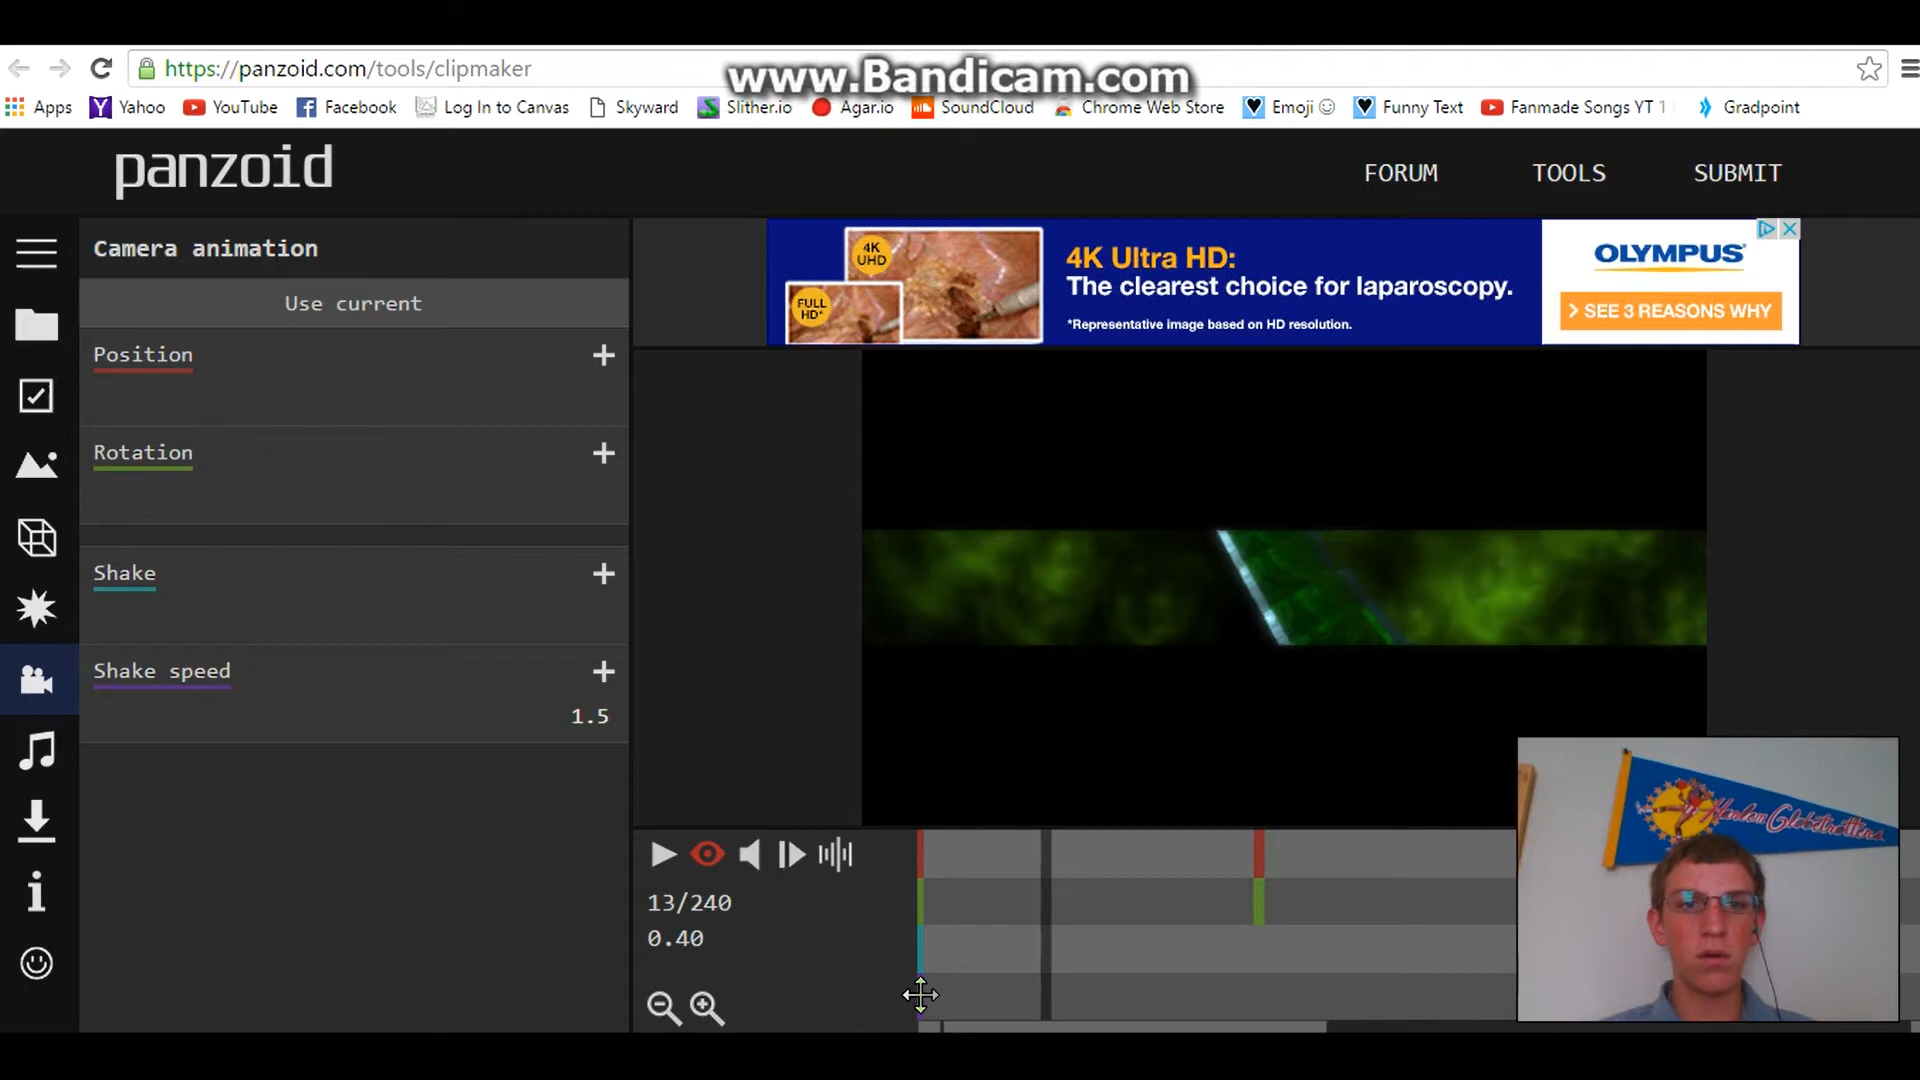 https://panzoid.com/tools/clipmaker
www.Bandicam.com
Apps Yahoo YouTube Facebook Log In to Canvas Skyward Slither.io Agar.io SoundCloud Chrome Web Store Emoji ☺ Funny Text Fanmade Songs YT 1 Gradpoint
panzoid
FORUM TOOLS SUBMIT
Camera animation
Use current
Position +
Rotation +
Shake +
Shake speed +
1.5
4K UHD
FULL HD*
4K Ultra HD:
The clearest choice for laparoscopy.
*Representative image based on HD resolution.
OLYMPUS
> SEE 3 REASONS WHY
13/240
0.40
Harlem Globetrotters